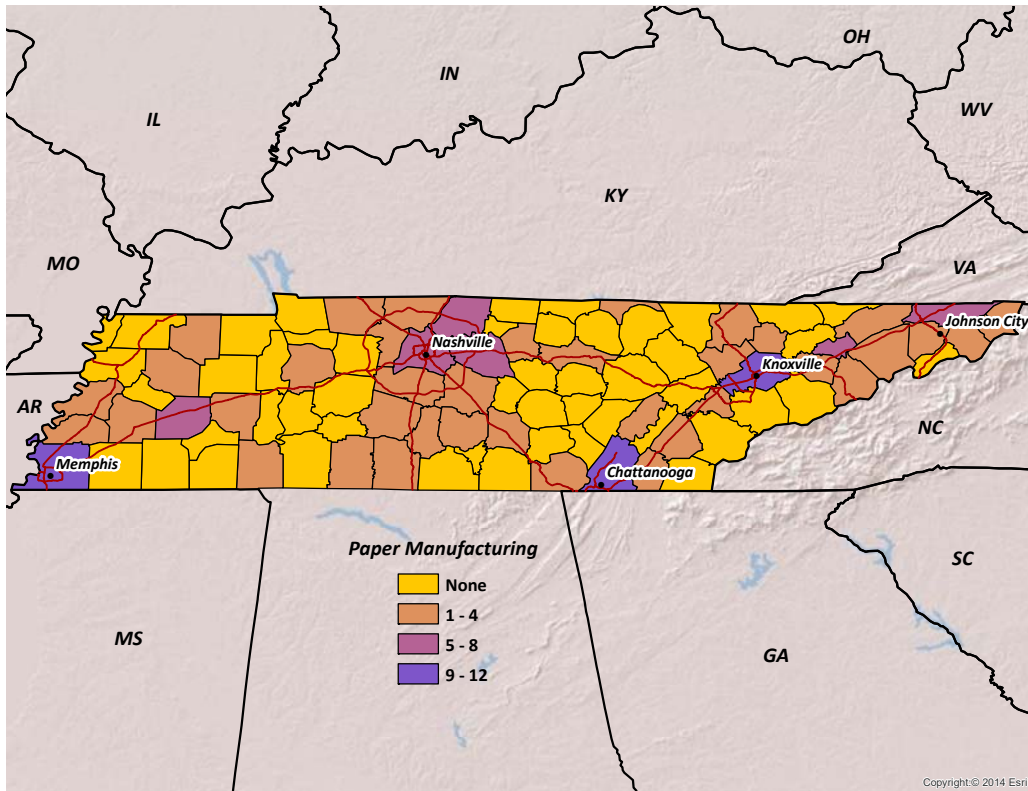 OH
IN
WV
IL
KY
MO
VA
Johnson City
Nashville
Knoxville
AR
NC
Memphis
Chattanooga
Paper Manufacturing
None
1 - 4
5 - 8
9 - 12
SC
MS
GA
Copyright:© 2014 Esri